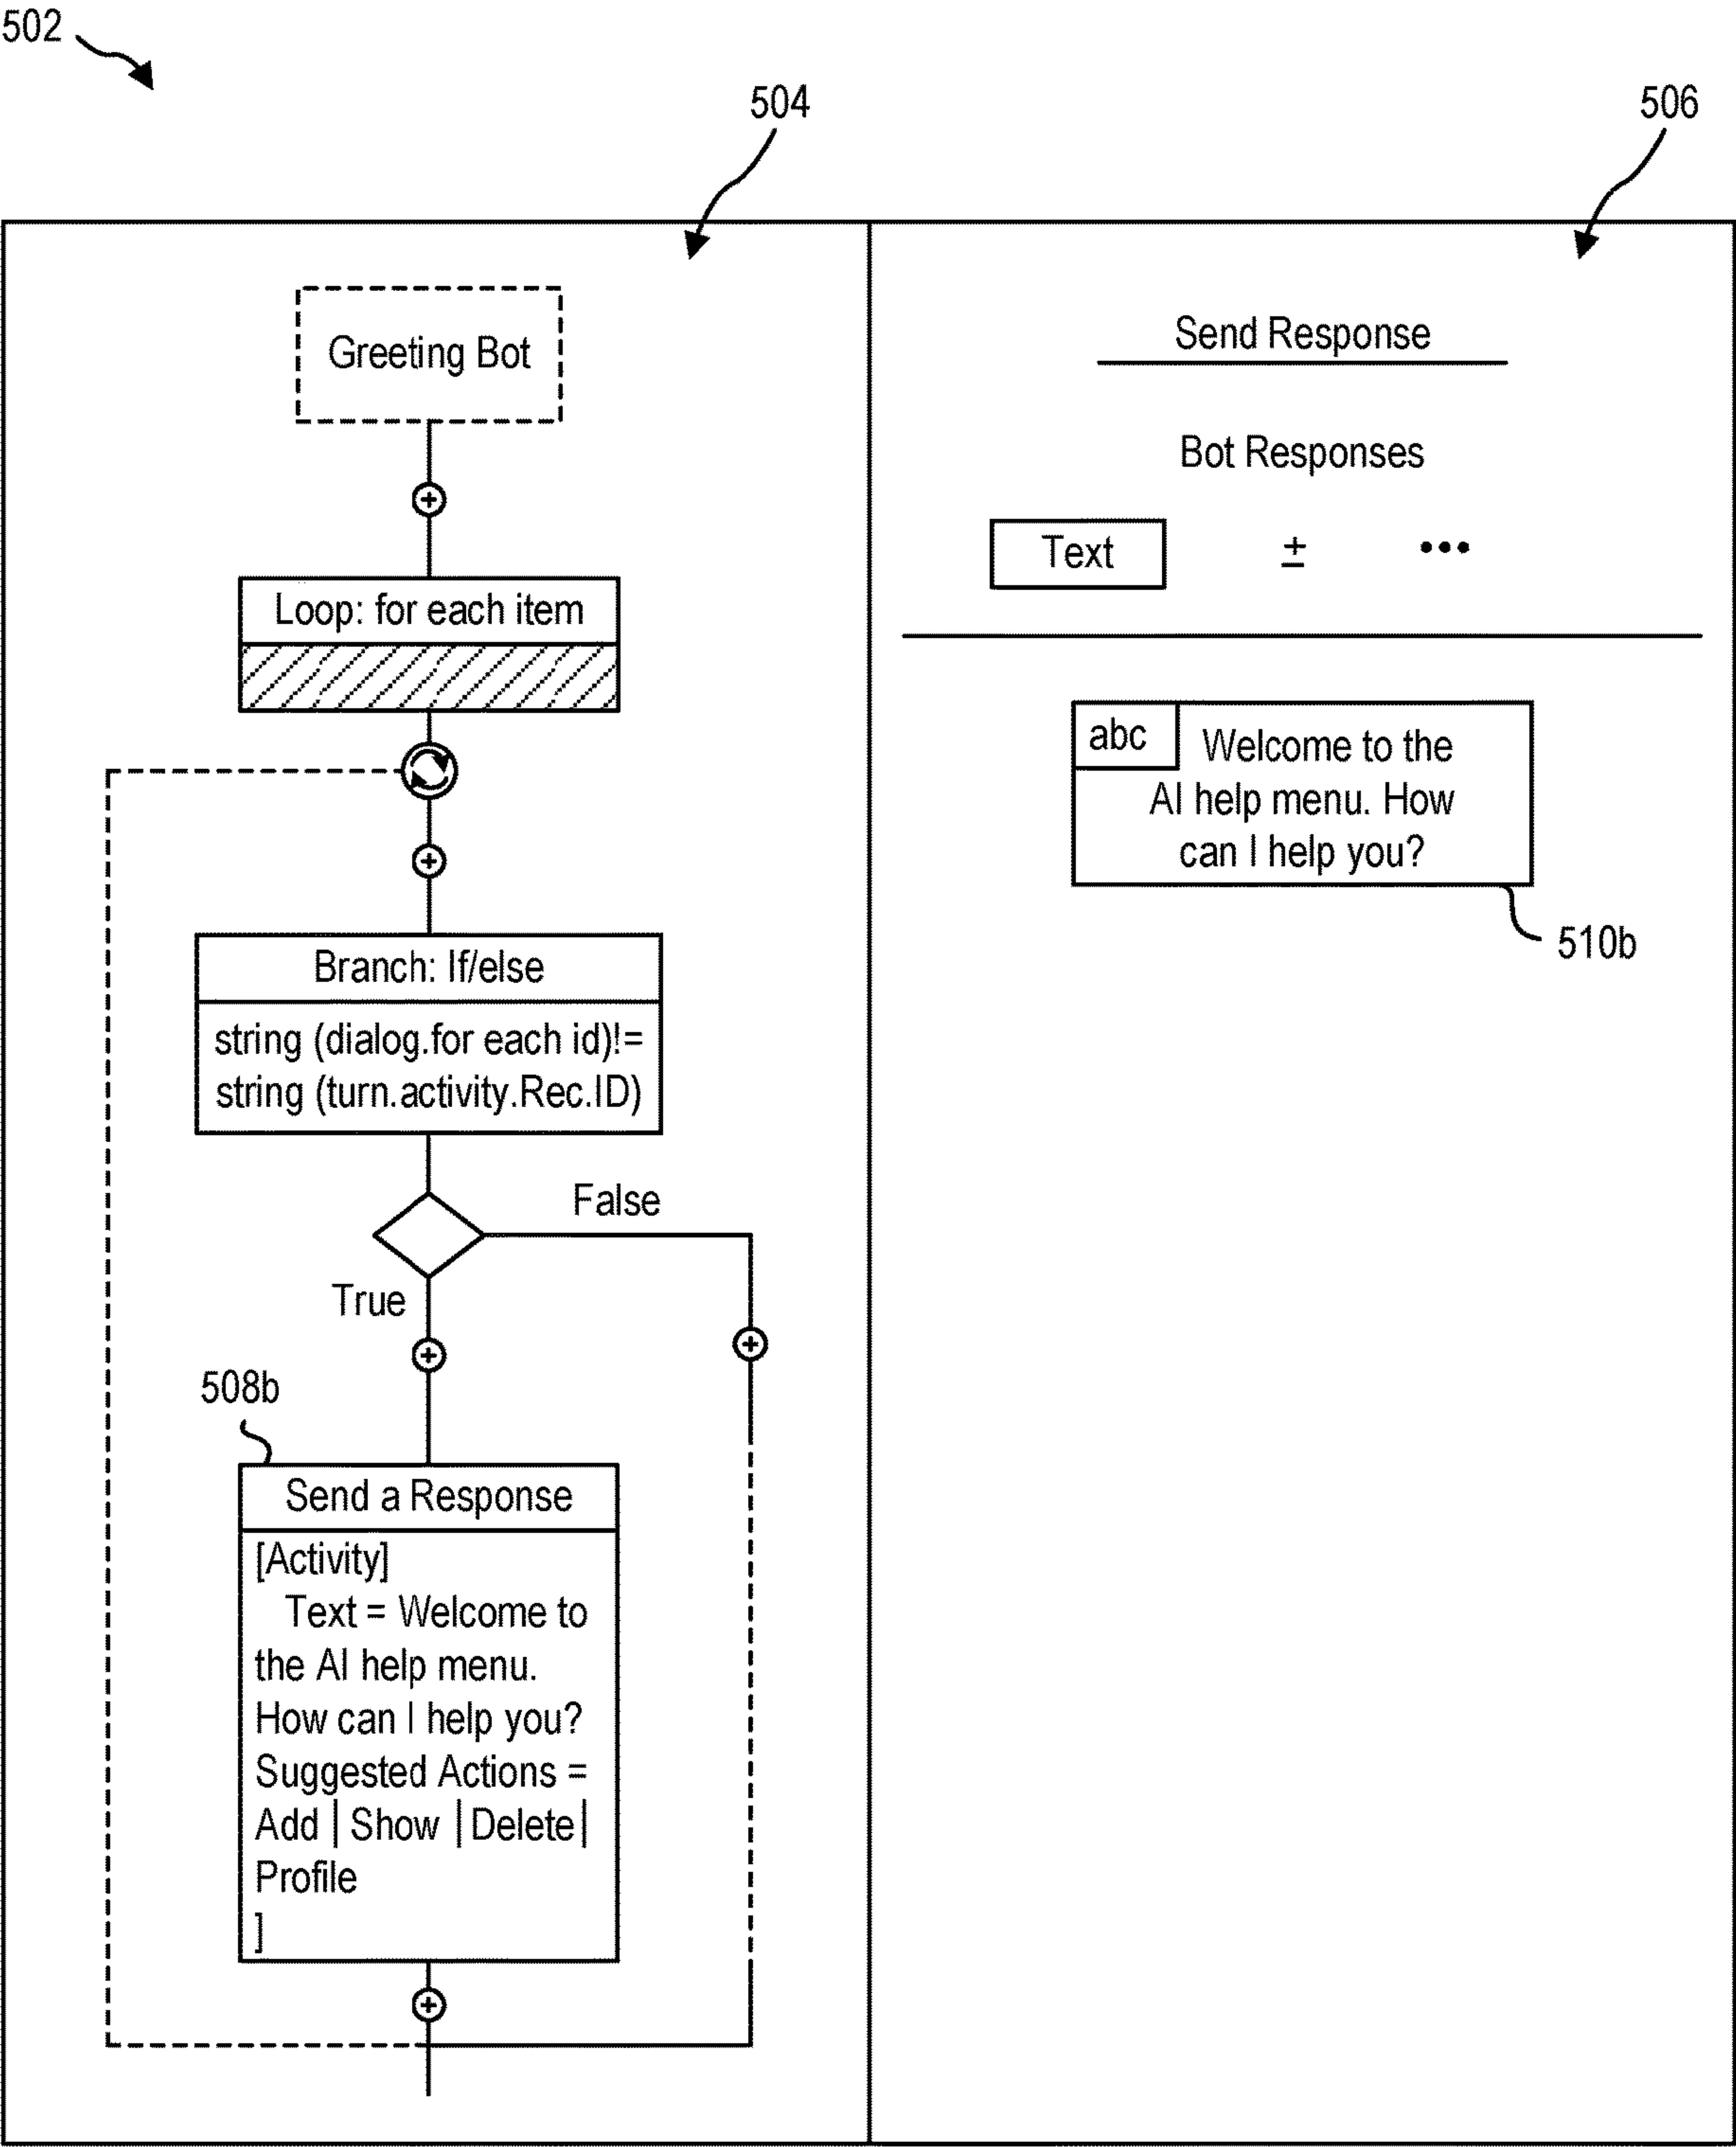 502
504
506
Greeting Bot
Loop: for each item
Branch: If/else
string (dialog.for each id)!=
string (turn.activity.Rec.ID)
False
True
508b
Send a Response
[Activity]
Text = Welcome to
the AI help menu.
How can I help you?
Suggested Actions =
Add | Show | Delete |
Profile
]
Send Response
Bot Responses
Text ± •••
abc
Welcome to the
AI help menu. How
can I help you?
510b